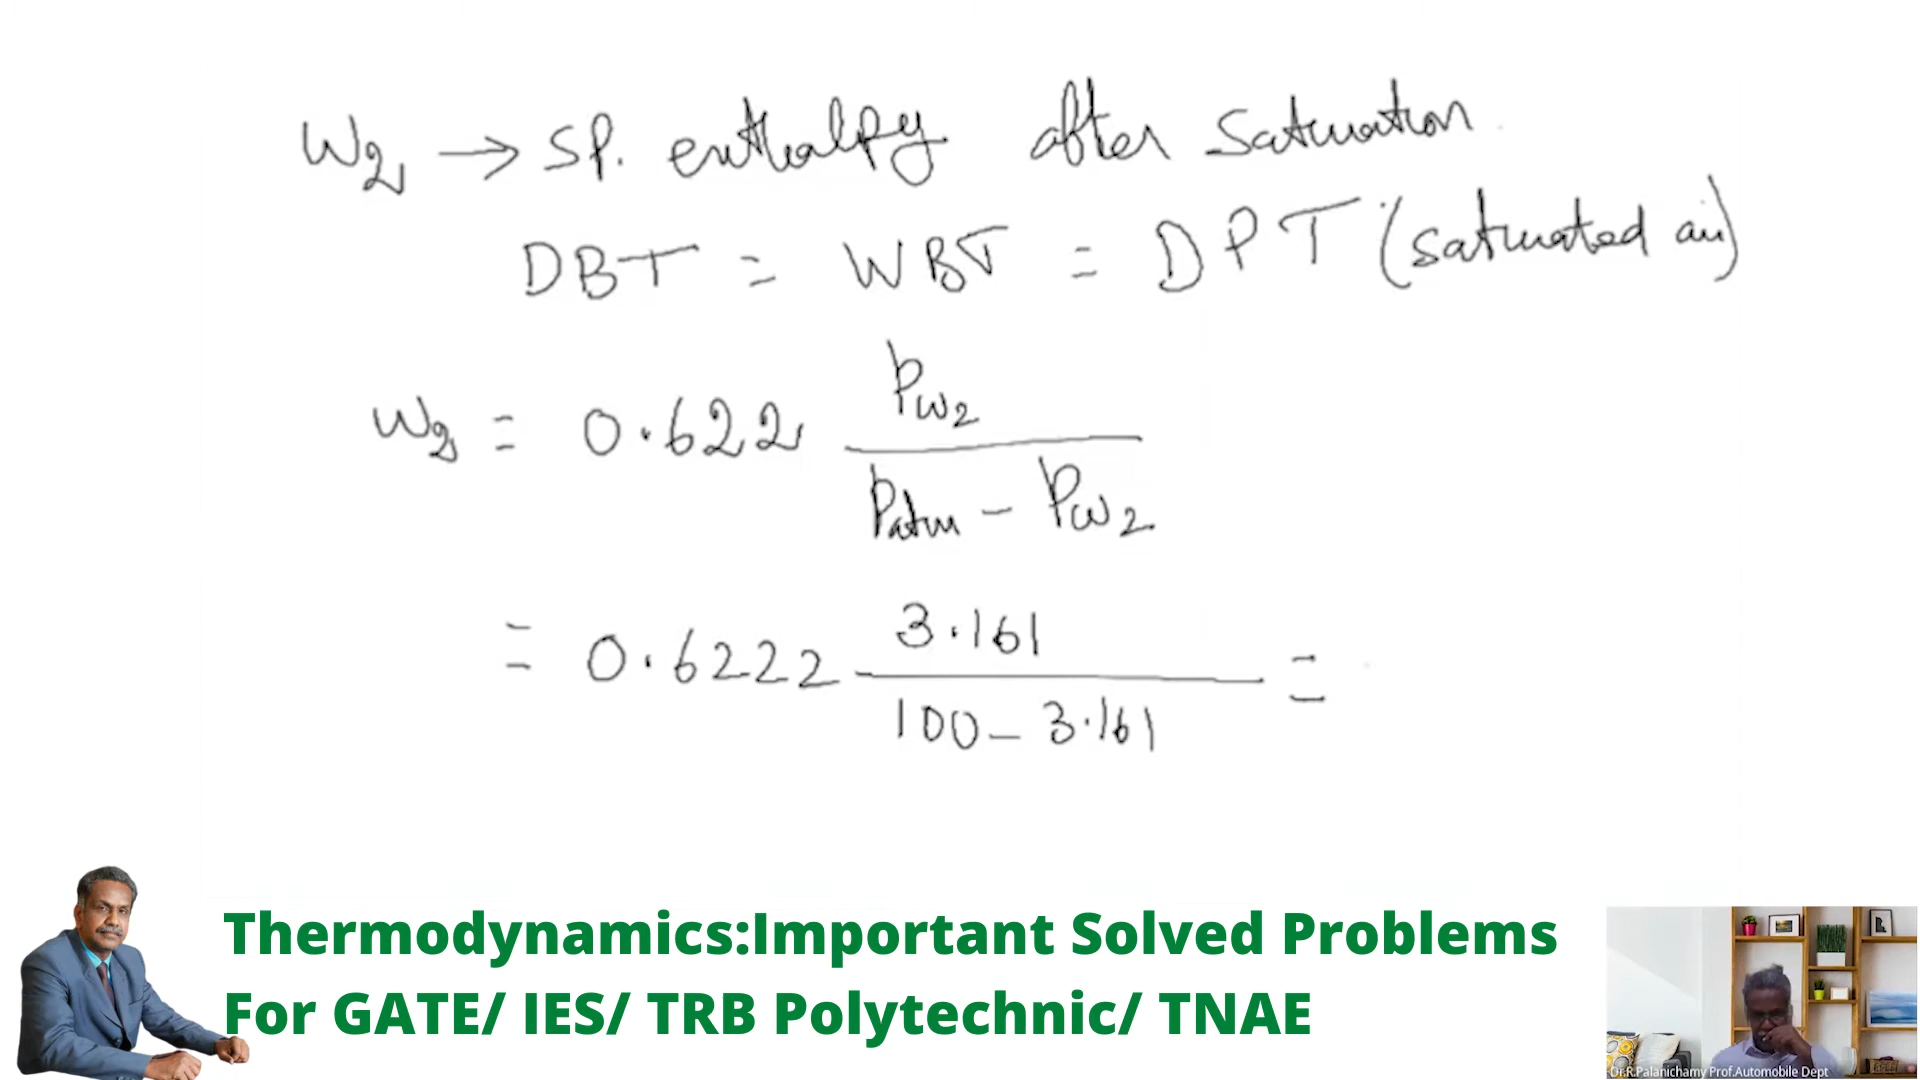 W₂ → Sp. enthalpy after Saturation.
DBT = WBT = DPT (saturated air)
W₂ = 0.622 Pw₂
Patm - Pw₂
= 0.6222 3.161 =
100 - 3.161
Thermodynamics:Important Solved Problems
For GATE/ IES/ TRB Polytechnic/ TNAE
Dr.R.Palanichamy Prof.Automobile Dept